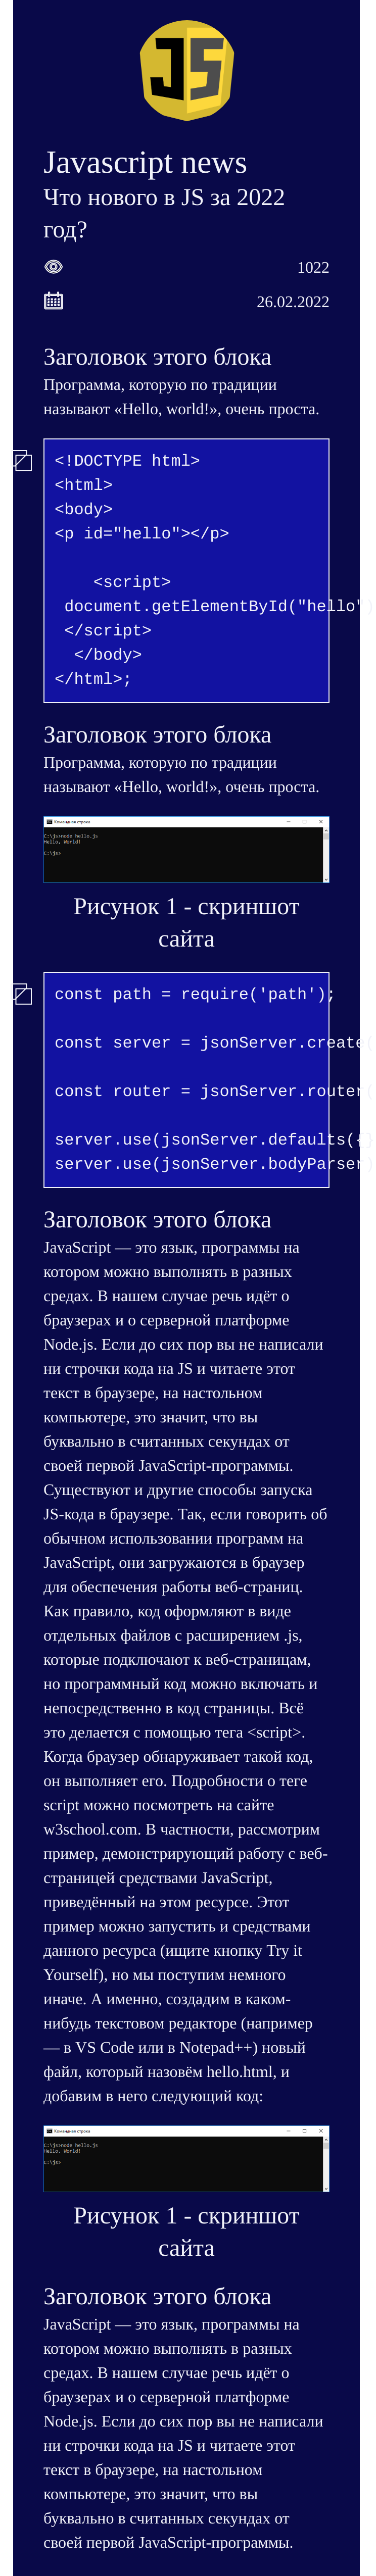 JS
Javascript news
Что нового в JS за 2022
год?
1022
26.02.2022
Заголовок этого блока
Программа, которую по традиции
называют «Hello, world!», очень проста.
<!DOCTYPE html>
<html>
<body>
<p id="hello"></p>
<script>
document.getElementById("hello")
</script>
</body>
</html>;
Заголовок этого блока
Программа, которую по традиции
называют «Hello, world!», очень проста.
Командная строка
C:\js>node hello.js
Hello, World!
C:\js>
Рисунок 1 - скриншот
сайта
const path = require('path');
const server = jsonServer.create(
const router = jsonServer.router(
server.use(jsonServer.defaults({}
server.use(jsonServer.bodyParser)
Заголовок этого блока
JavaScript — это язык, программы на
котором можно выполнять в разных
средах. В нашем случае речь идёт о
браузерах и о серверной платформе
Node.js. Если до сих пор вы не написали
ни строчки кода на JS и читаете этот
текст в браузере, на настольном
компьютере, это значит, что вы
буквально в считанных секундах от
своей первой JavaScript-программы.
Существуют и другие способы запуска
JS-кода в браузере. Так, если говорить об
обычном использовании программ на
JavaScript, они загружаются в браузер
для обеспечения работы веб-страниц.
Как правило, код оформляют в виде
отдельных файлов с расширением .js,
которые подключают к веб-страницам,
но программный код можно включать и
непосредственно в код страницы. Всё
это делается с помощью тега <script>.
Когда браузер обнаруживает такой код,
он выполняет его. Подробности о теге
script можно посмотреть на сайте
w3school.com. В частности, рассмотрим
пример, демонстрирующий работу с веб-
страницей средствами JavaScript,
приведённый на этом ресурсе. Этот
пример можно запустить и средствами
данного ресурса (ищите кнопку Try it
Yourself), но мы поступим немного
иначе. А именно, создадим в каком-
нибудь текстовом редакторе (например
— в VS Code или в Notepad++) новый
файл, который назовём hello.html, и
добавим в него следующий код:
Командная строка
C:\js>node hello.js
Hello, World!
C:\js>
Рисунок 1 - скриншот
сайта
Заголовок этого блока
JavaScript — это язык, программы на
котором можно выполнять в разных
средах. В нашем случае речь идёт о
браузерах и о серверной платформе
Node.js. Если до сих пор вы не написали
ни строчки кода на JS и читаете этот
текст в браузере, на настольном
компьютере, это значит, что вы
буквально в считанных секундах от
своей первой JavaScript-программы.